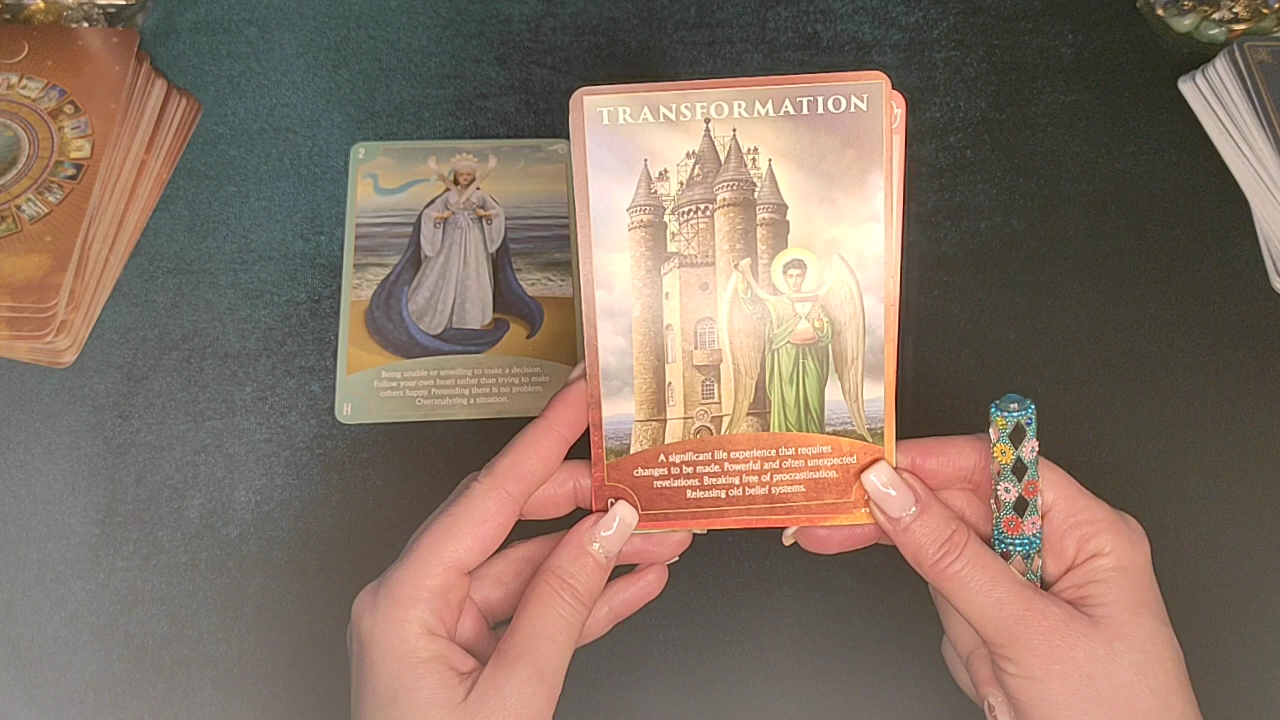 2
Being unable or unwilling to make a decision.
Follow your own heart rather than trying to make
others happy. Pretending there is no problem.
Overanalyzing a situation.
H
TRANSFORMATION
A significant life experience that requires
changes to be made. Powerful and often unexpected
revelations. Breaking free of procrastination.
Releasing old belief systems.